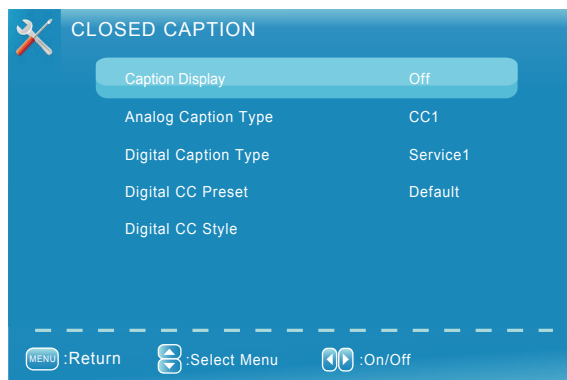 CLOSED CAPTION
Caption Display Off
Analog Caption Type CC1
Digital Caption Type Service1
Digital CC Preset Default
Digital CC Style
MENU :Return :Select Menu :On/Off